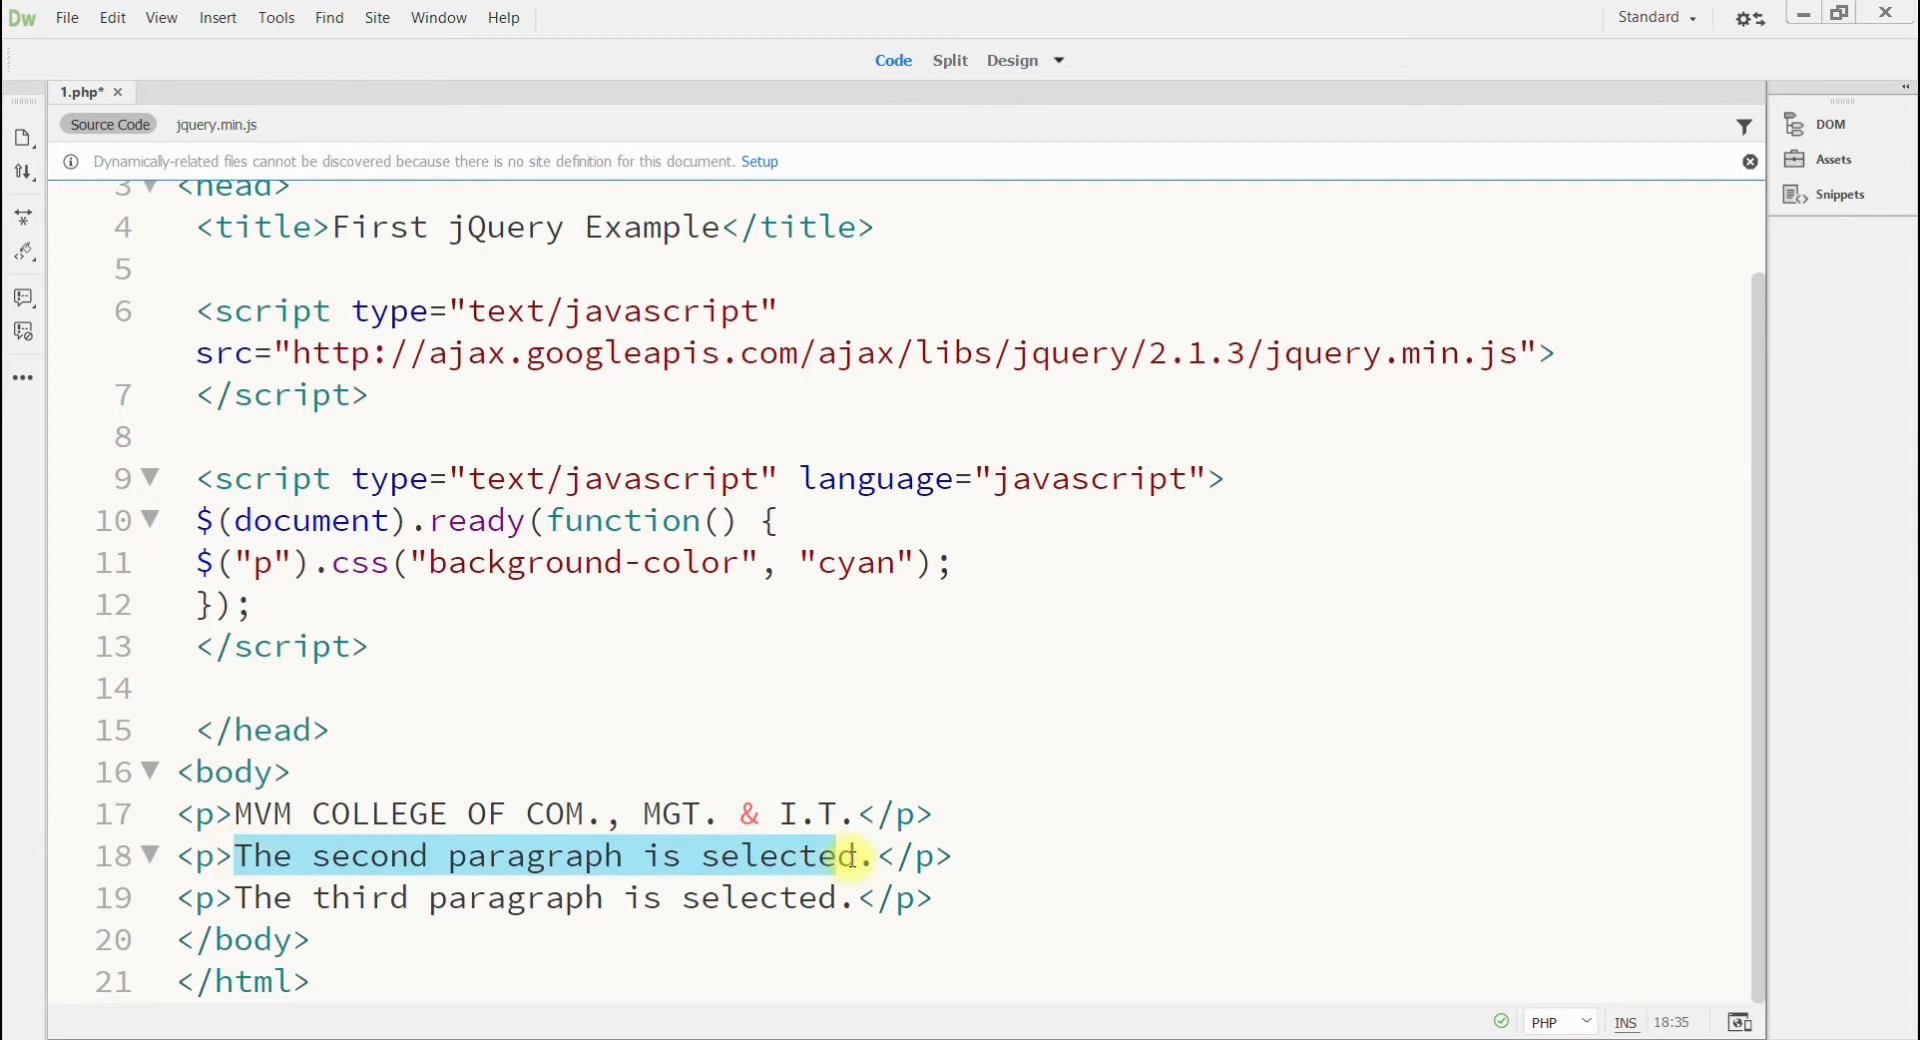 Dw File Edit View Insert Tools Find Site Window Help Standard
Code Split Design
1.php*
Source Code jquery.min.js
Dynamically-related files cannot be discovered because there is no site definition for this document. Setup
DOM
Assets
Snippets
3 <head>
4 <title>First jQuery Example</title>
5
6 <script type="text/javascript"
src="http://ajax.googleapis.com/ajax/libs/jquery/2.1.3/jquery.min.js">
7 </script>
8
9 <script type="text/javascript" language="javascript">
10 $(document).ready(function() {
11 $("p").css("background-color", "cyan");
12 });
13 </script>
14
15 </head>
16 <body>
17 <p>MVM COLLEGE OF COM., MGT. & I.T.</p>
18 <p>The second paragraph is selected.</p>
19 <p>The third paragraph is selected.</p>
20 </body>
21 </html>
PHP INS 18:35